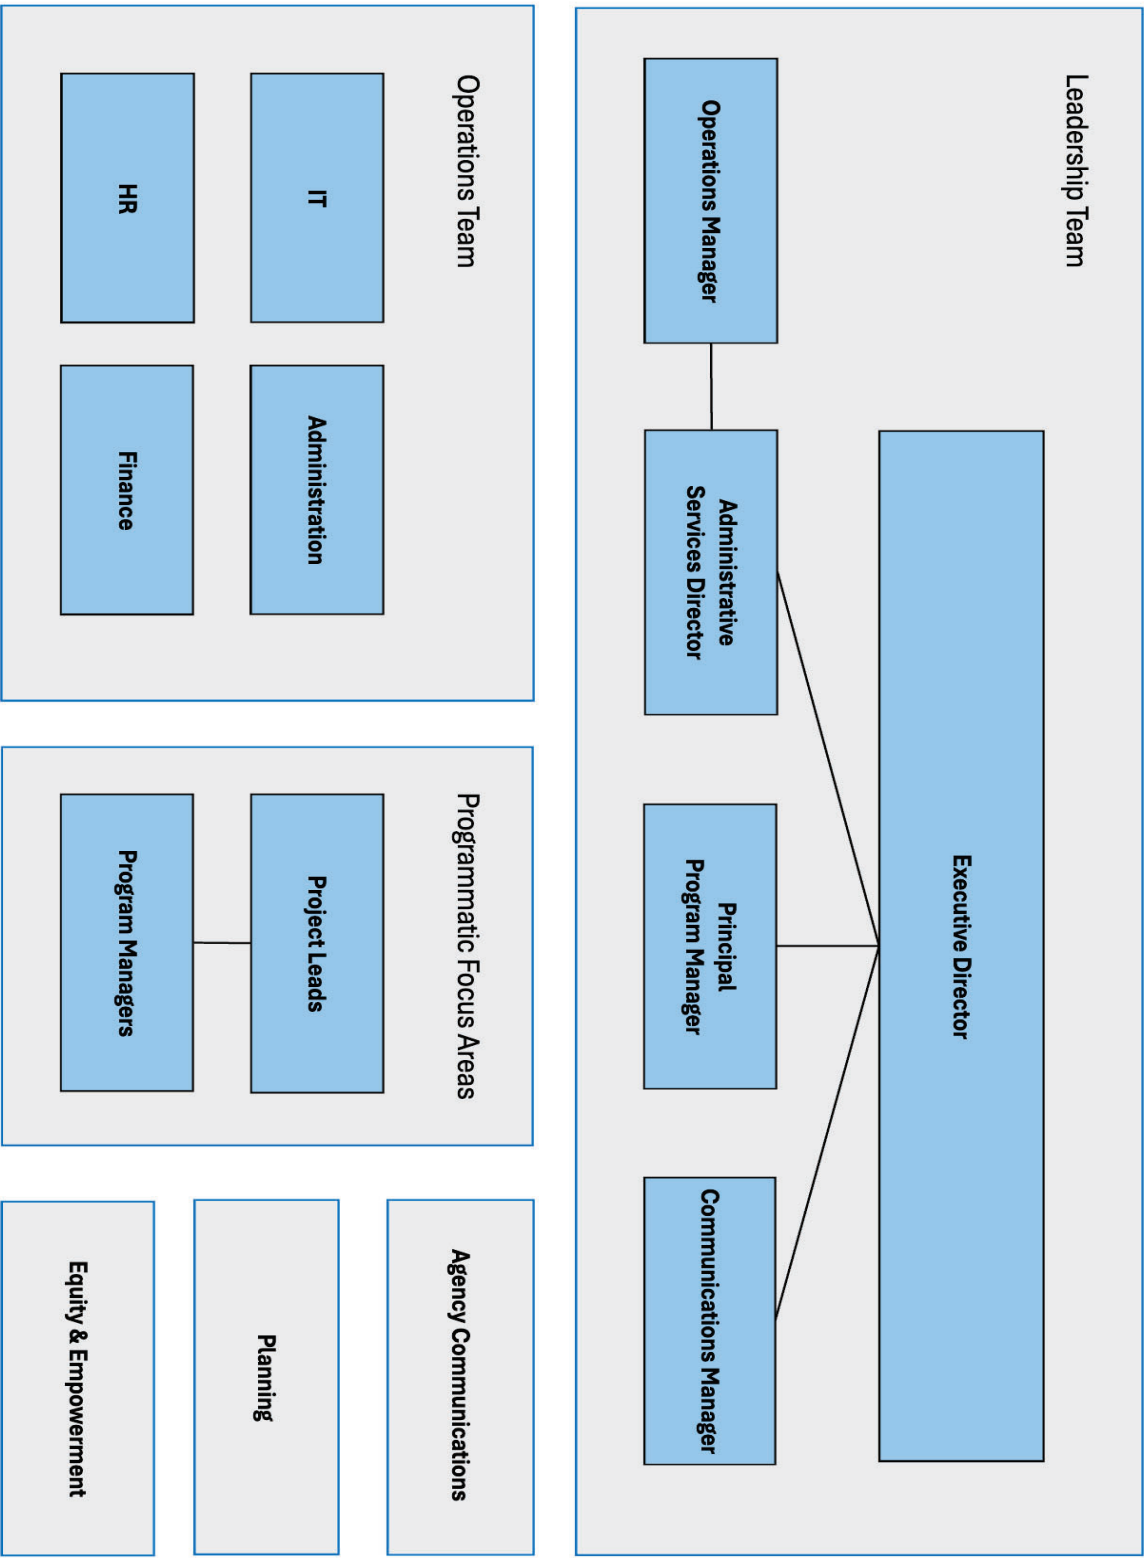 Leadership Team
Executive Director
Operations Manager
Administrative
Services Director
Principal
Program Manager
Communications Manager
Operations Team
IT
Administration
HR
Finance
Programmatic Focus Areas
Project Leads
Program Managers
Agency Communications
Planning
Equity & Empowerment